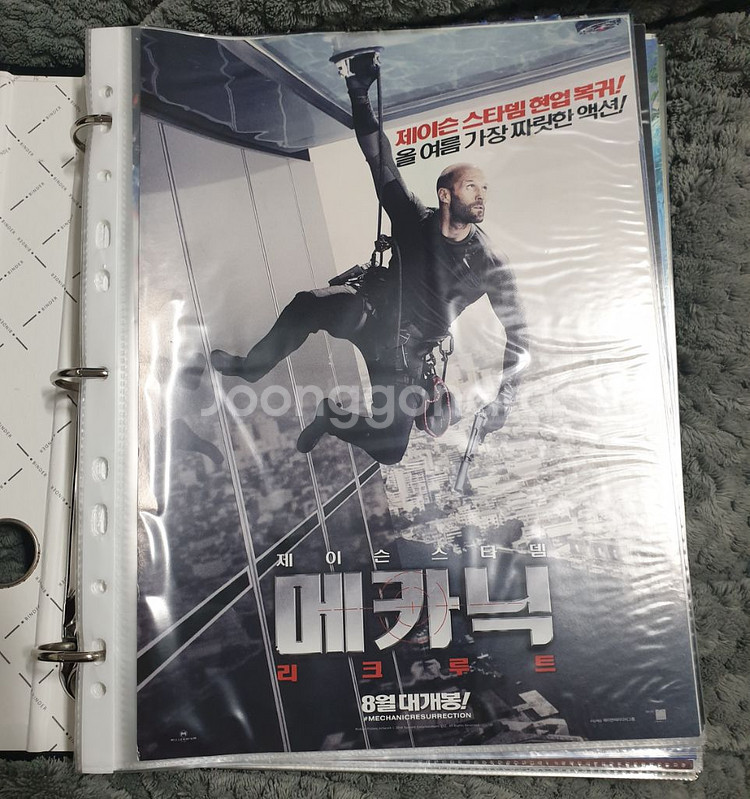 제이슨 스타뎀 현업 복귀!
올 여름 가장 짜릿한 액션!
Joonggonara
제이슨 스타뎀
메카닉
리크루트
8월 대개봉!
#MECHANICRESURRECTION
BINDER